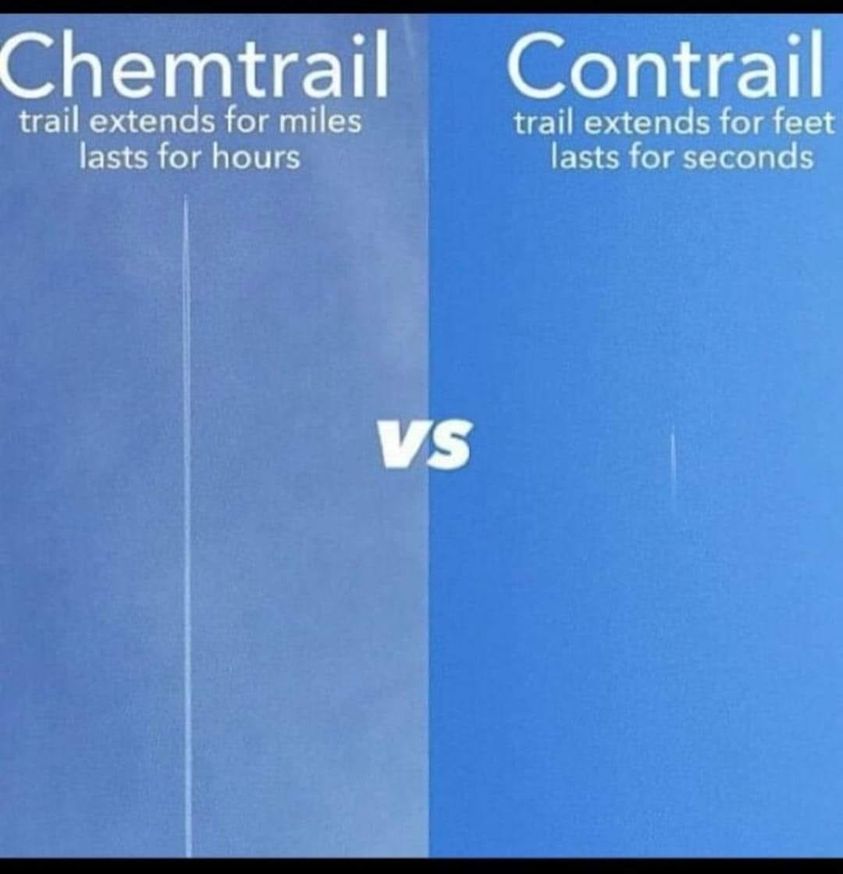 Chemtrail
trail extends for miles
lasts for hours
Contrail
trail extends for feet
lasts for seconds
VS